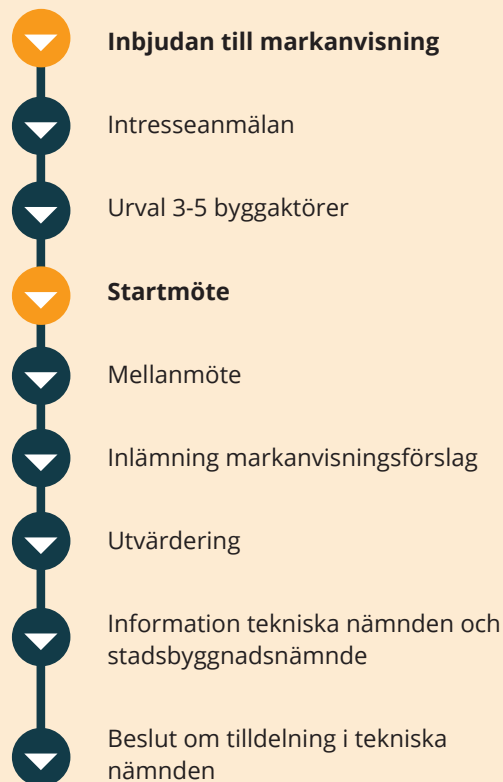 Inbjudan till markanvisning
Intresseanmälan
Urval 3-5 byggaktörer
Startmöte
Mellanmöte
Inlämning markanvisningsförslag
Utvärdering
Information tekniska nämnden och
stadsbyggnadsnämnde
Beslut om tilldelning i tekniska
nämnden